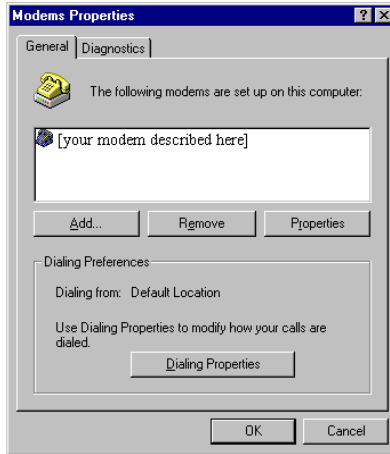 Modems Properties
General Diagnostics
The following modems are set up on this computer:
[your modem described here]
Add... Remove Properties
Dialing Preferences
Dialing from: Default Location
Use Dialing Properties to modify how your calls are
dialed.
Dialing Properties
OK Cancel